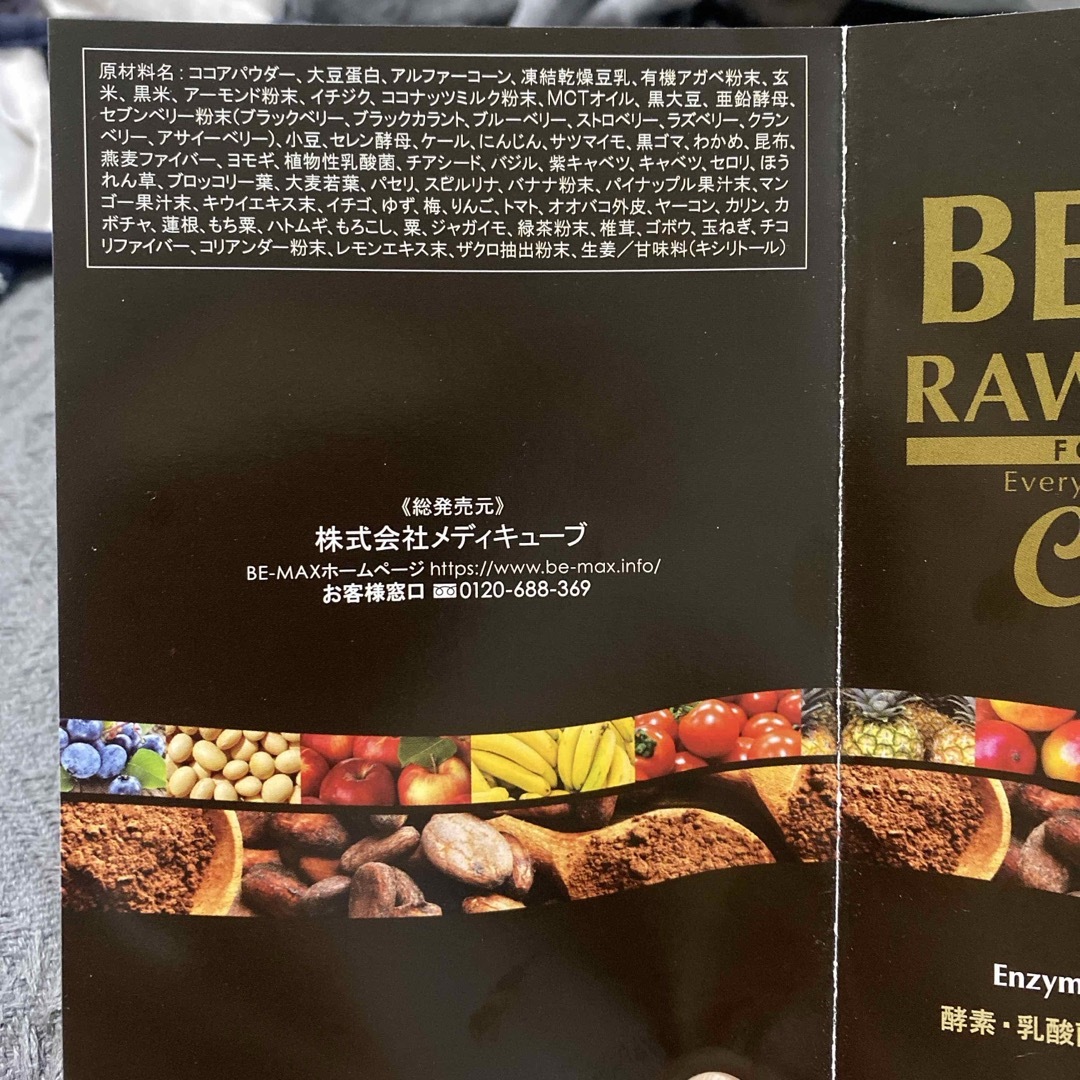 原材料名：ココアパウダー、大豆蛋白、アルファーコーン、凍結乾燥豆乳、有機アガベ粉末、玄
米、黒米、アーモンド粉末、イチジク、ココナッツミルク粉末、MCTオイル、黒大豆、亜鉛酵母、
セブンベリー粉末(ブラックベリー、ブラックカラント、ブルーベリー、ストロベリー、ラズベリー、クラン
ベリー、アサイーベリー)、小豆、セレン酵母、ケール、にんじん、サツマイモ、黒ゴマ、わかめ、昆布、
燕麦ファイバー、ヨモギ、植物性乳酸菌、チアシード、バジル、紫キャベツ、キャベツ、セロリ、ほう
れん草、ブロッコリー葉、大麦若葉、パセリ、スピルリナ、バナナ粉末、パイナップル果汁末、マン
ゴー果汁末、キウイエキス末、イチゴ、ゆず、梅、りんご、トマト、オオバコ外皮、ヤーコン、カリン、カ
ボチャ、蓮根、もち粟、ハトムギ、もろこし、粟、ジャガイモ、緑茶粉末、椎茸、ゴボウ、玉ねぎ、チコ
リファイバー、コリアンダー粉末、レモンエキス末、ザクロ抽出粉末、生姜／甘味料(キシリトール)
《総発売元》
株式会社メディキューブ
BE-MAXホームページ https://www.be-max.info/
お客様窓口 0120-688-369
BE
RAW
FO
Every
C
Enzym
酵素・乳酸